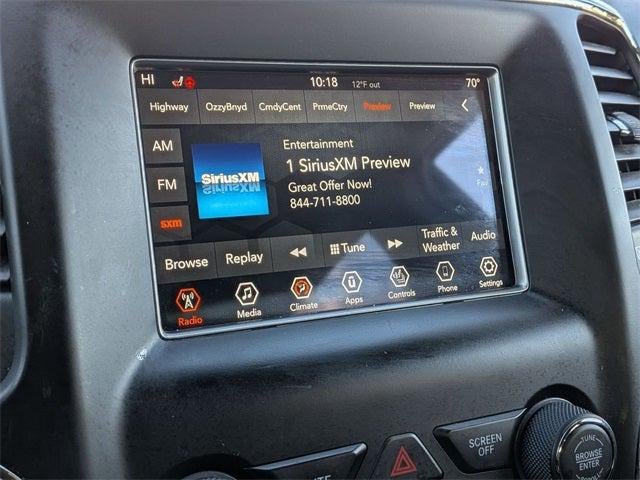 HI 10:18 12°F out 70°
Highway OzzyBnyd CmdyCent PrmeCtry Preview Preview
AM
FM
sxm
SiriusXM
Entertainment
1 SiriusXM Preview
Great Offer Now!
844-711-8800
Fav
Browse Replay Tune Traffic & Weather Audio
Radio Media Climate Apps Controls Phone Settings
SCREEN
OFF
TUNE
BROWSE
ENTER